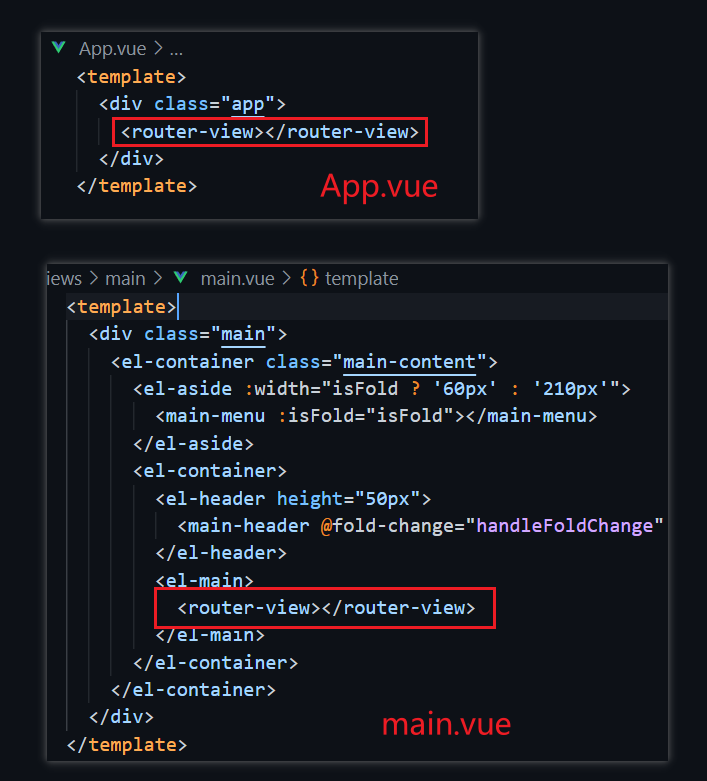 App.vue > ...
<template>
<div class="app">
<router-view></router-view>
</div>
</template>
App.vue
iews > main > main.vue > {} template
<template>
<div class="main">
<el-container class="main-content">
<el-aside :width="isFold ? '60px' : '210px'">
<main-menu :isFold="isFold"></main-menu>
</el-aside>
<el-container>
<el-header height="50px">
<main-header @fold-change="handleFoldChange"
</el-header>
<el-main>
<router-view></router-view>
</el-main>
</el-container>
</el-container>
</div>
main.vue
</template>